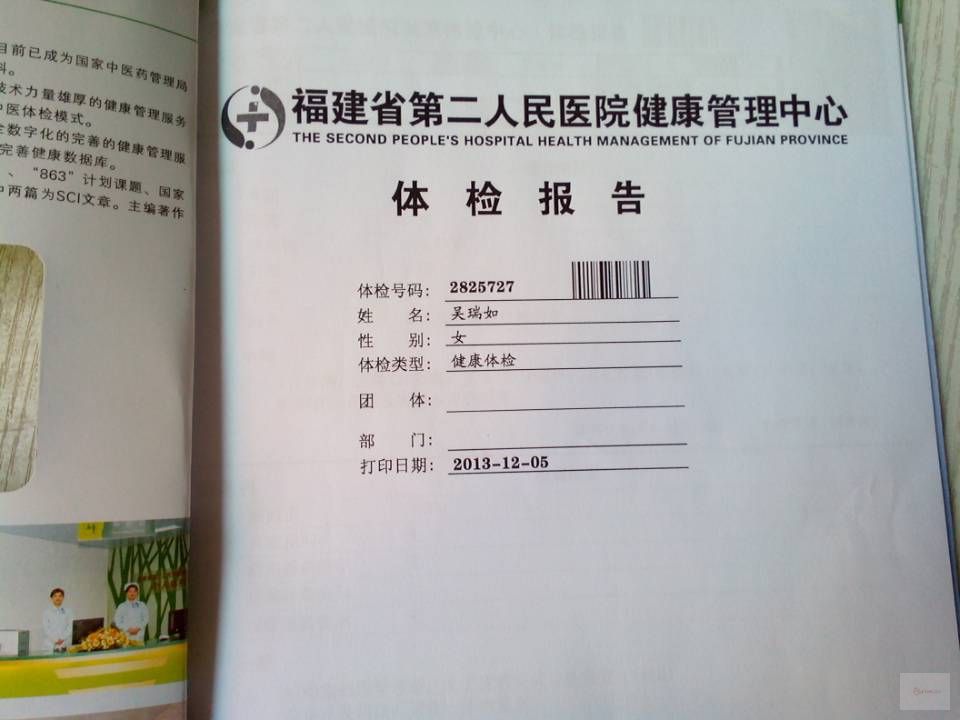 目前已成为国家中医药管理局
科。
技术力量雄厚的健康管理服务
中医体检模式。
全数字化的完善的健康管理服
完善健康数据库。
、“863”计划课题、国家
中两篇为SCI文章。主编著作
福建省第二人民医院健康管理中心
THE SECOND PEOPLE'S HOSPITAL HEALTH MANAGEMENT OF FUJIAN PROVINCE
体检报告
体检号码: 2825727
姓 名: 吴瑞如
性 别: 女
体检类型: 健康体检
团 体:
部 门:
打印日期: 2013-12-05